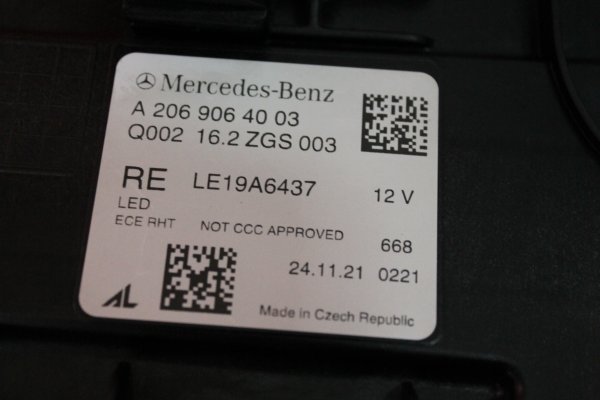 Mercedes-Benz
A 206 906 40 03
Q002 16.2 ZGS 003
RE LE19A6437 12 V
LED
ECE RHT NOT CCC APPROVED 668
24.11.21 0221
AL Made in Czech Republic